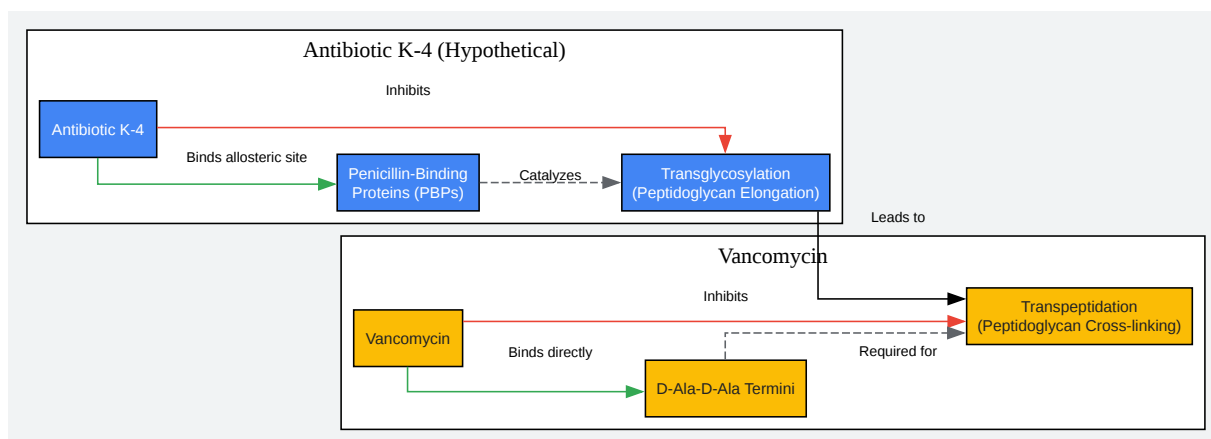 Antibiotic K-4 (Hypothetical)
Inhibits
Antibiotic K-4
Binds allosteric site
Penicillin-Binding
Proteins (PBPs)
Catalyzes
Transglycosylation
(Peptidoglycan Elongation)
Leads to
Vancomycin
Inhibits
Transpeptidation
(Peptidoglycan Cross-linking)
Vancomycin
Binds directly
Required for
D-Ala-D-Ala Termini